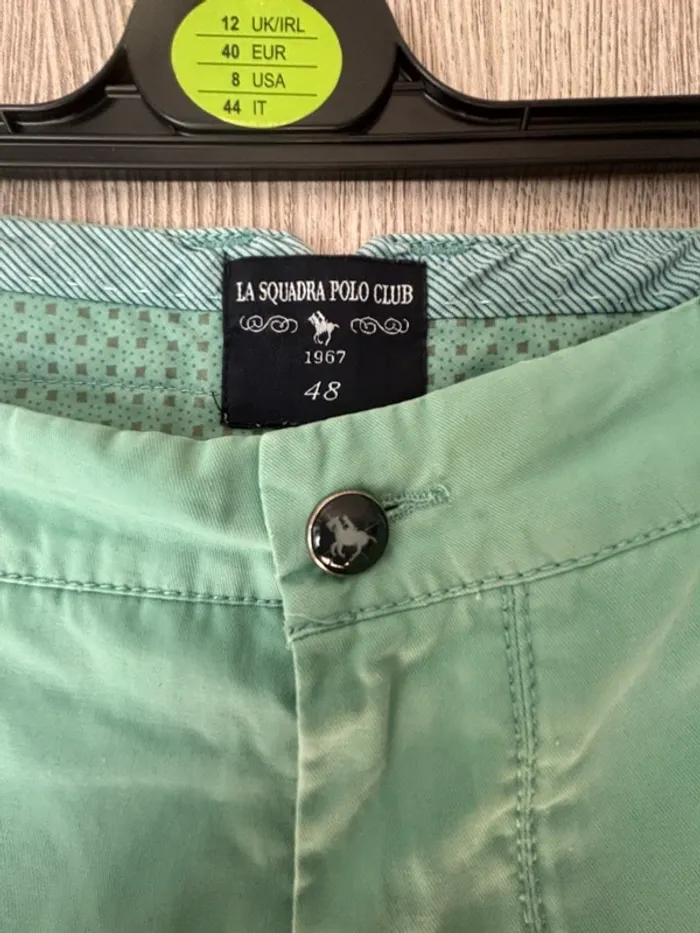 12 UK/IRL
40 EUR
8 USA
44 IT
LA SQUADRA POLO CLUB
1967
48